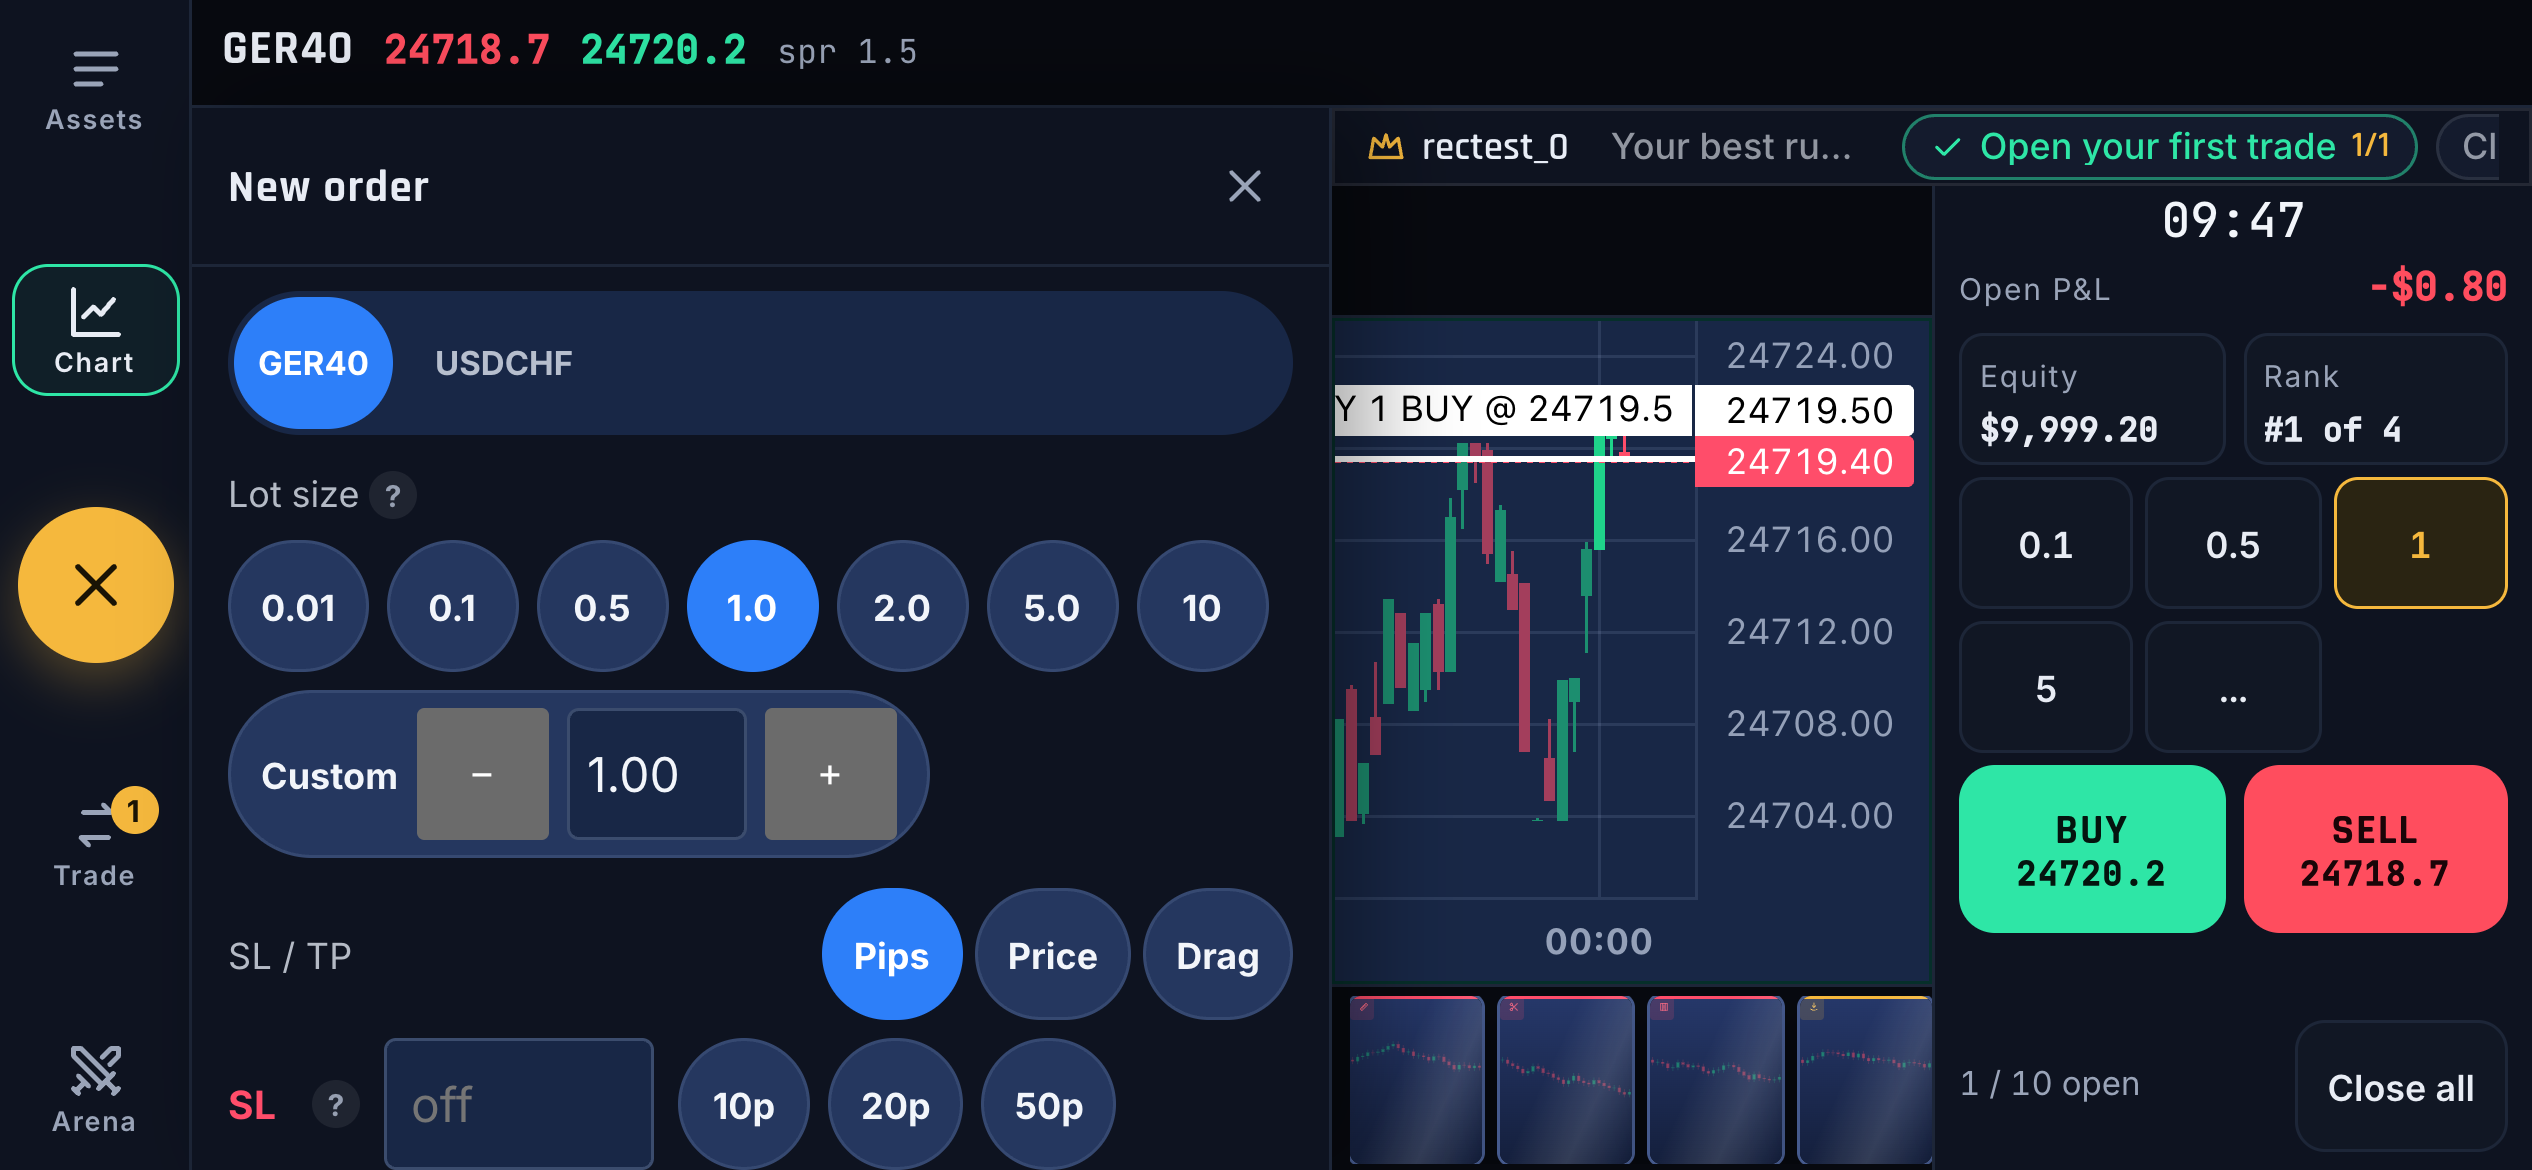 Assets
Chart
1
Trade
Arena
GER40 24718.7 24720.2 spr 1.5
New order
GER40 USDCHF
Lot size ?
0.01 0.1 0.5 1.0 2.0 5.0 10
Custom − 1.00 +
SL / TP Pips Price Drag
SL ? off 10p 20p 50p
rectest_0 Your best ru... Open your first trade 1/1 Cl
24724.00
Y 1 BUY @ 24719.5 24719.50
24719.40
24716.00
24712.00
24708.00
24704.00
00:00
09:47
Open P&L -$0.80
Equity Rank
$9,999.20 #1 of 4
0.1 0.5 1
5 ...
BUY SELL
24720.2 24718.7
1 / 10 open Close all